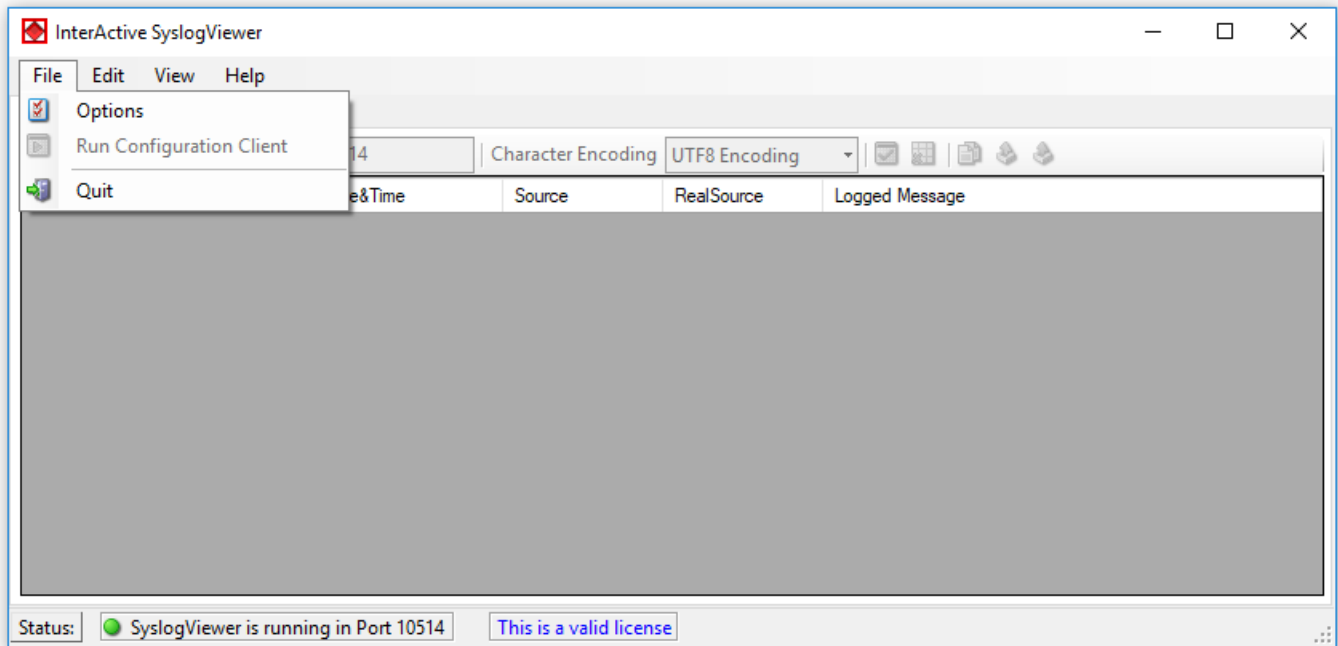 InterActive SyslogViewer
File Edit View Help
Options
Run Configuration Client
14 Character Encoding UTF8 Encoding
Quit
e&Time Source RealSource Logged Message
Status: SyslogViewer is running in Port 10514 This is a valid license